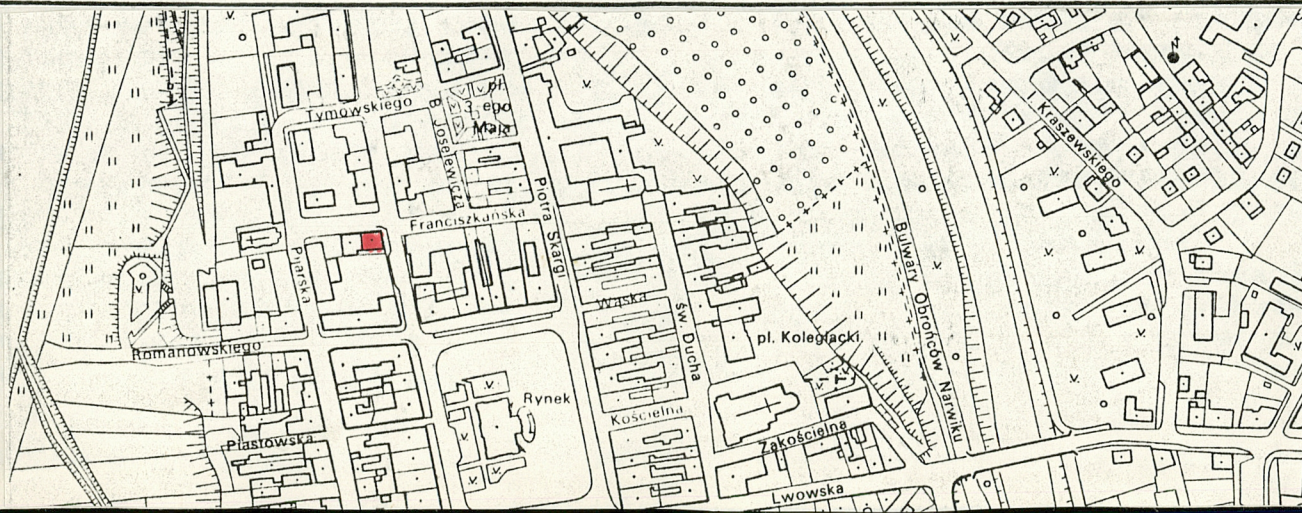 N
Kraszewskiego
pl.
3-ego
Maja
Tymowskiego
B. Joselewicza
Piotra Skargi
Franciszkańska
Pijarska
Bulwary Obrońców Narwiku
Wąska
św. Ducha
pl. Kolegiacki
Romanowskiego
Rynek
Kościelna
Piastowska
Zakościelna
Lwowska